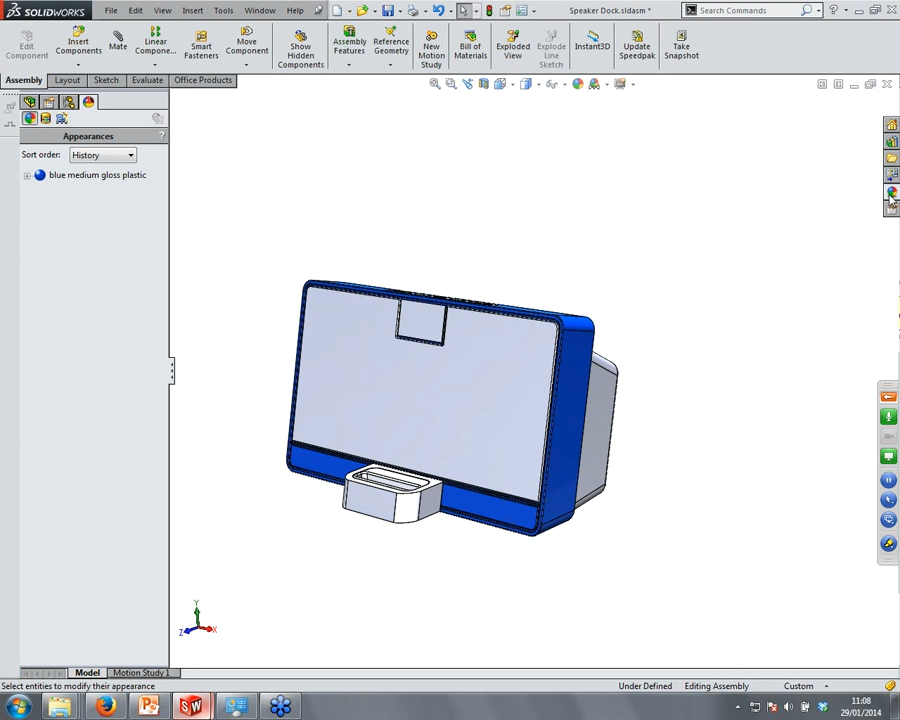 SOLIDWORKS File Edit View Insert Tools Window Help Speaker Dock.sldasm * Search Commands
Edit Component
Insert Components
Mate
Linear Compone...
Smart Fasteners
Move Component
Show Hidden Components
Assembly Features
Reference Geometry
New Motion Study
Bill of Materials
Exploded View
Explode Line Sketch
Instant3D
Update Speedpak
Take Snapshot
Assembly Layout Sketch Evaluate Office Products
Appearances ?
Sort order: History
blue medium gloss plastic
Y
Z X
Model Motion Study 1
Select entities to modify their appearance Under Defined Editing Assembly Custom
11:08
29/01/2014